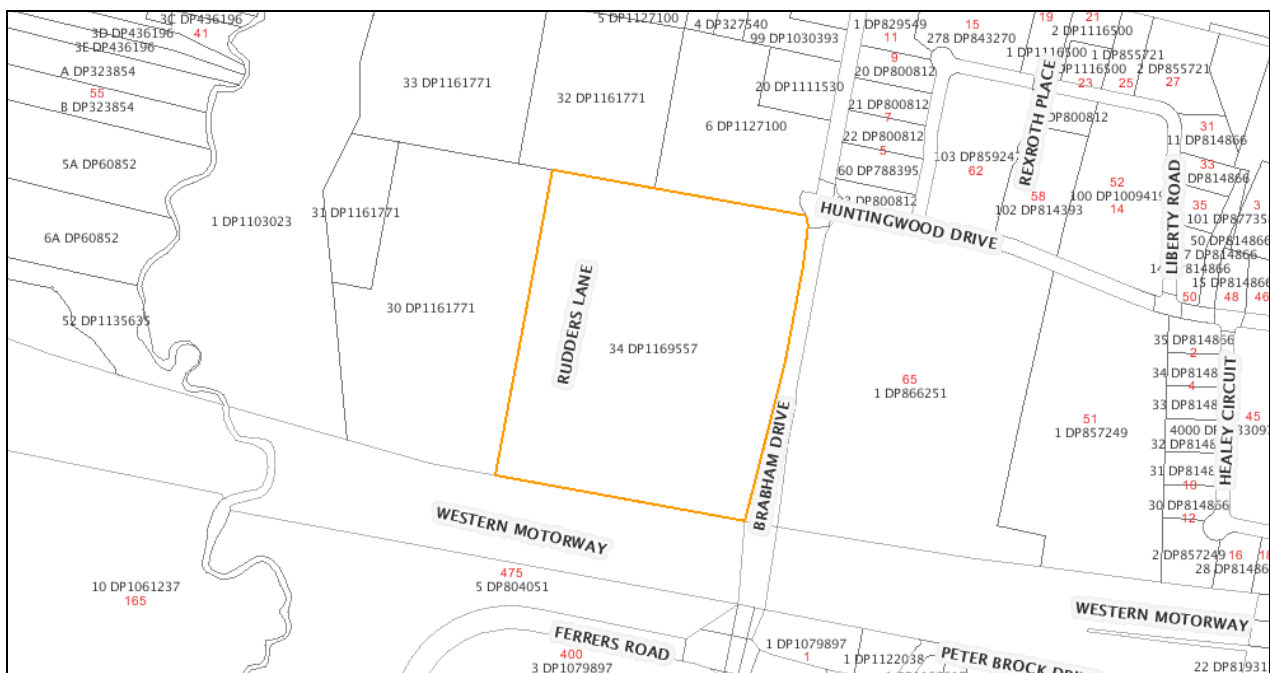 3C DP436196
3D DP436196
41
3E DP436196
A DP323854
55
B DP323854
5A DP60852
6A DP60852
52 DP1135635
1 DP1103023
33 DP1161771
32 DP1161771
31 DP1161771
30 DP1161771
5 DP1127100
4 DP327540
99 DP1030393
20 DP1111530
6 DP1127100
RUDDERS LANE
34 DP1169557
1 DP829549
11
9
20 DP800812
21 DP800812
7
22 DP800812
5
60 DP788395
DP800812
15
278 DP843270
19
21
2 DP1116500
1 DP1116500
1 DP855721
DP1116500
2 DP855721
23
25
27
REXROTH PLACE
DP800812
103 DP85924
62
58
102 DP814393
52
100 DP1009419
14
31
11 DP814866
33
DP814866
35
3
101 DP87735
50 DP814866
7 DP814866
DP814866
15 DP814866
50
48
46
LIBERTY ROAD
HUNTINGWOOD DRIVE
BRABHAM DRIVE
65
1 DP866251
51
1 DP857249
35 DP814866
2
34 DP8148
4
33 DP8148
45
4000 DP
33097
32 DP8148
31 DP8148
10
30 DP814866
12
HEALEY CIRCUIT
2 DP857249
16
18
28 DP81486
WESTERN MOTORWAY
475
5 DP804051
10 DP1061237
165
FERRERS ROAD
400
3 DP1079897
1 DP1079897
1
1 DP1122038
WESTERN MOTORWAY
PETER BROCK DRIV
22 DP81931